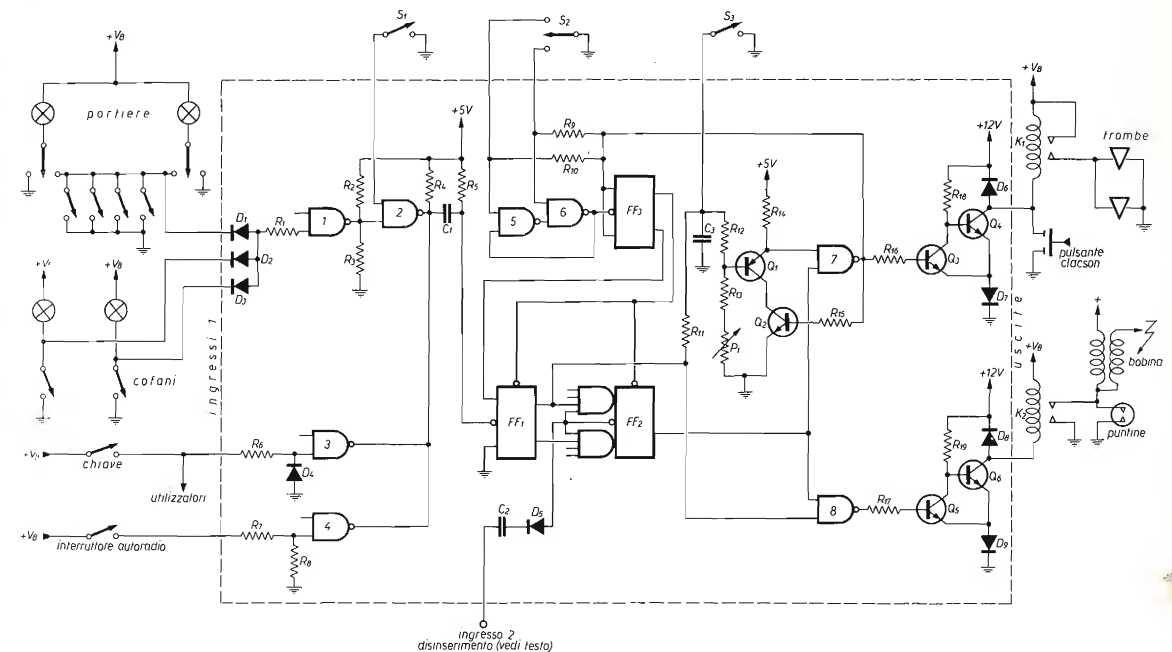 S1
S2
S3
+VB
portiere
+5V
R9
R10
+VB
+12V
K1
trombe
R2
R4
R5
FF3
+5V
R18
D6
D1
R1
1
2
C1
5
6
C3
R12
R14
Q4
D2
R3
Q1
7
R16
Q3
pulsante
clacson
D3
R13
D7
+VB
Q2
R15
uscite
+
R11
P1
+VB
bobina
cofani
ingressi 1
+12V
K2
FF1
FF2
D8
puntine
R6
3
R19
chiave
D4
Q6
utilizzatori
C2
D5
8
R17
Q5
+VB
R7
4
interruttore autoradio
R8
D9
ingresso 2
disinserimento (vedi testo)